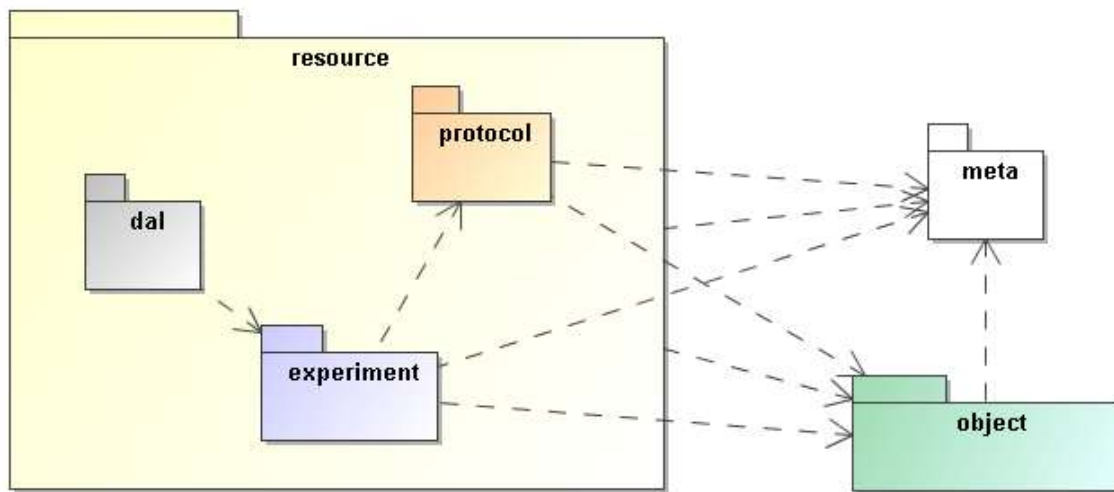 resource
protocol
meta
dal
experiment
object